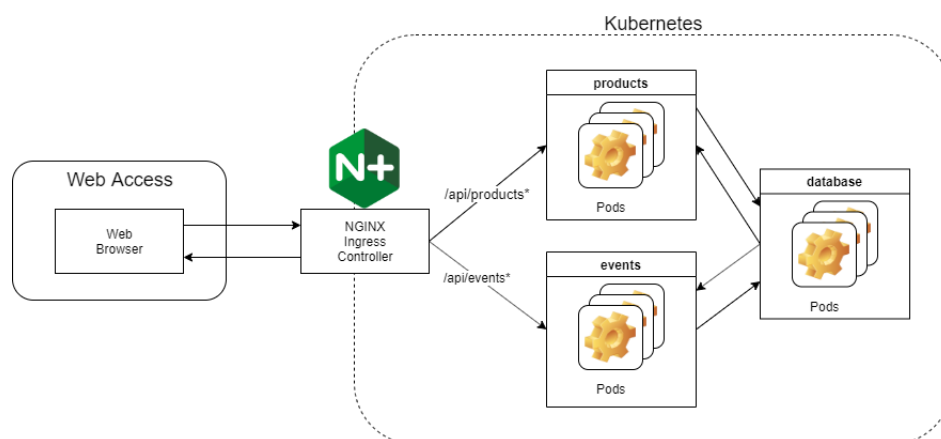 Kubernetes
products
Pods
N+
Web Access
Web
Browser
NGINX
Ingress
Controller
/api/products*
/api/events*
events
Pods
database
Pods